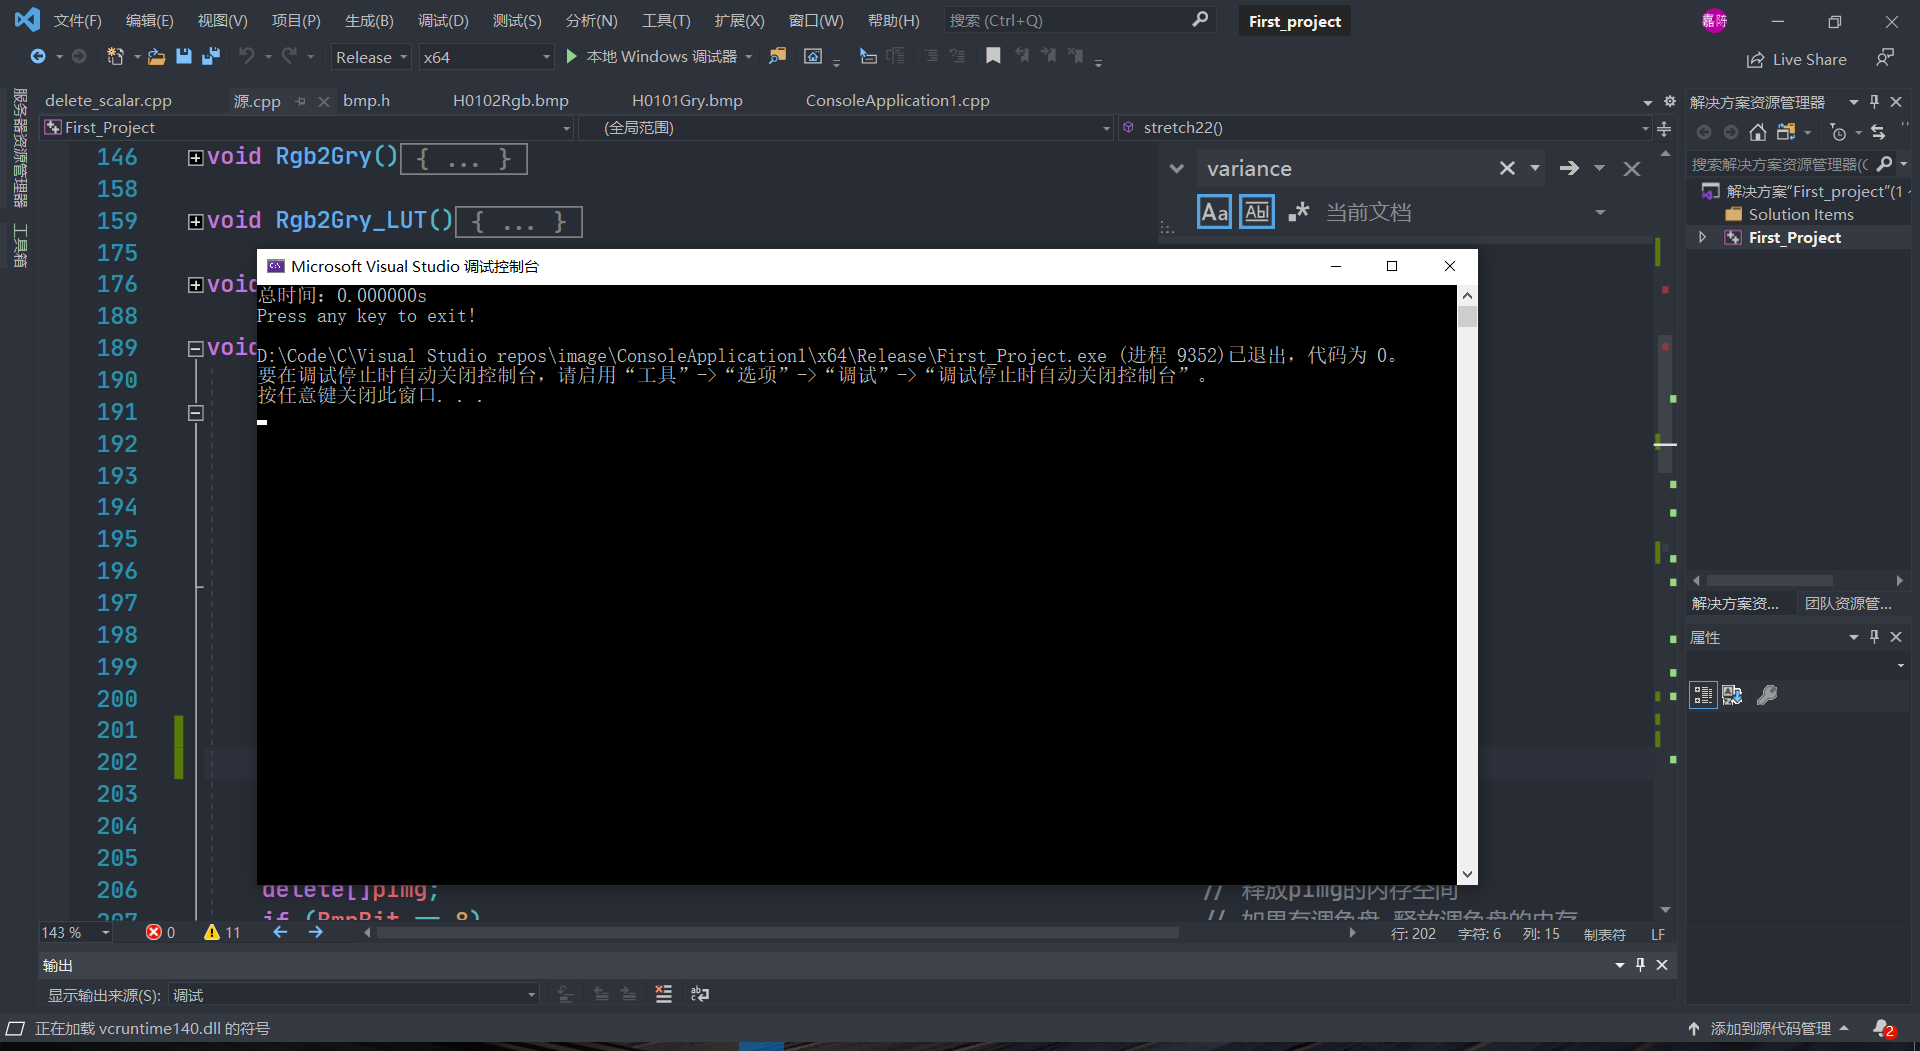 文件(F) 编辑(E) 视图(V) 项目(P) 生成(B) 调试(D) 测试(S) 分析(N) 工具(T) 扩展(X) 窗口(W) 帮助(H) 搜索 (Ctrl+Q) First_project 嘉荫
Release x64 本地 Windows 调试器 Live Share
服务器资源管理器
工具箱
delete_scalar.cpp 源.cpp bmp.h H0102Rgb.bmp H0101Gry.bmp ConsoleApplication1.cpp
First_Project (全局范围) stretch22()
146 void Rgb2Gry() { ... }
158
159 void Rgb2Gry_LUT() { ... }
175
176 void
188
189 void
190
191
192
193
194
195
196
197
198
199
200
201
202
203
204
205
206 delete[]pImg; // 释放pImg的内存空间
207 if (BmpBit == 8) // 如果有调色盘,释放调色盘的内存
variance
Aa Abl .* 当前文档
Microsoft Visual Studio 调试控制台
总时间：0.000000s
Press any key to exit!
D:\Code\C\Visual Studio repos\image\ConsoleApplication1\x64\Release\First_Project.exe (进程 9352)已退出，代码为 0。
要在调试停止时自动关闭控制台，请启用“工具”->“选项”->“调试”->“调试停止时自动关闭控制台”。
按任意键关闭此窗口. . .
143 % 0 11 行: 202 字符: 6 列: 15 制表符 LF
输出
显示输出来源(S): 调试
正在加载 vcruntime140.dll 的符号
解决方案资源管理器
搜索解决方案资源管理器(C
解决方案“First_project”(1
Solution Items
First_Project
解决方案资... 团队资源管...
属性
添加到源代码管理 2